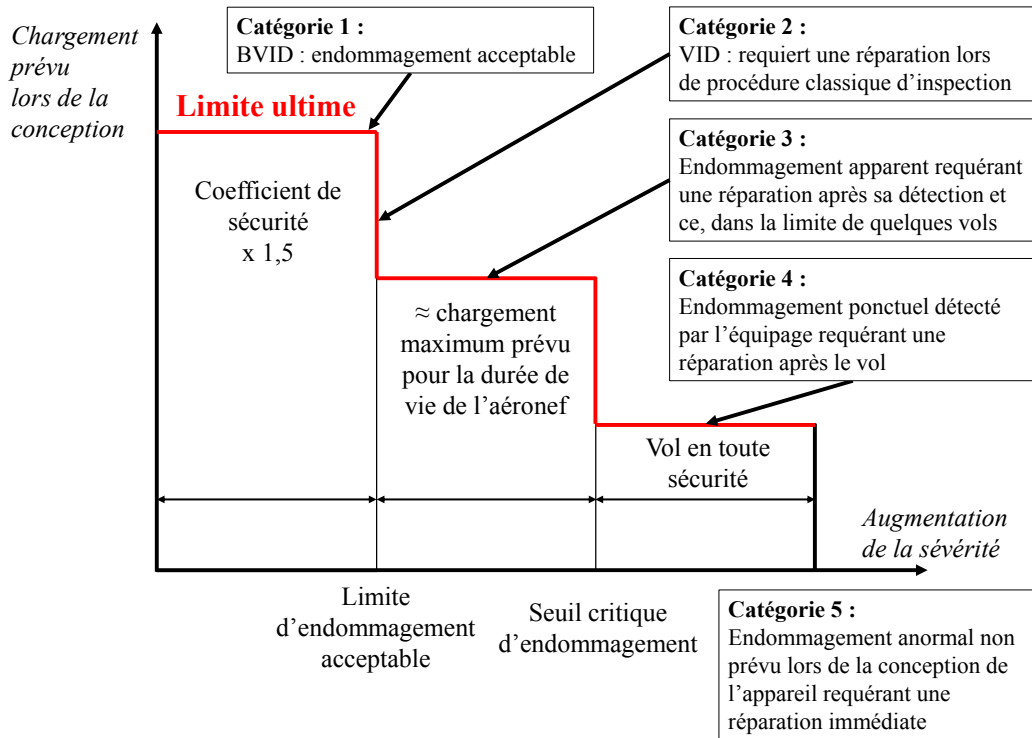 Chargement
prévu
lors de la
conception
Catégorie 1 :
BVID : endommagement acceptable
Catégorie 2 :
VID : requiert une réparation lors
de procédure classique d’inspection
Limite ultime
Catégorie 3 :
Endommagement apparent requérant
une réparation après sa détection et
ce, dans la limite de quelques vols
Coefficient de
sécurité
x 1,5
Catégorie 4 :
Endommagement ponctuel détecté
par l’équipage requérant une
réparation après le vol
≈ chargement
maximum prévu
pour la durée de
vie de l’aéronef
Vol en toute
sécurité
Augmentation
de la sévérité
Limite
d’endommagement
acceptable
Seuil critique
d’endommagement
Catégorie 5 :
Endommagement anormal non
prévu lors de la conception de
l’appareil requérant une
réparation immédiate